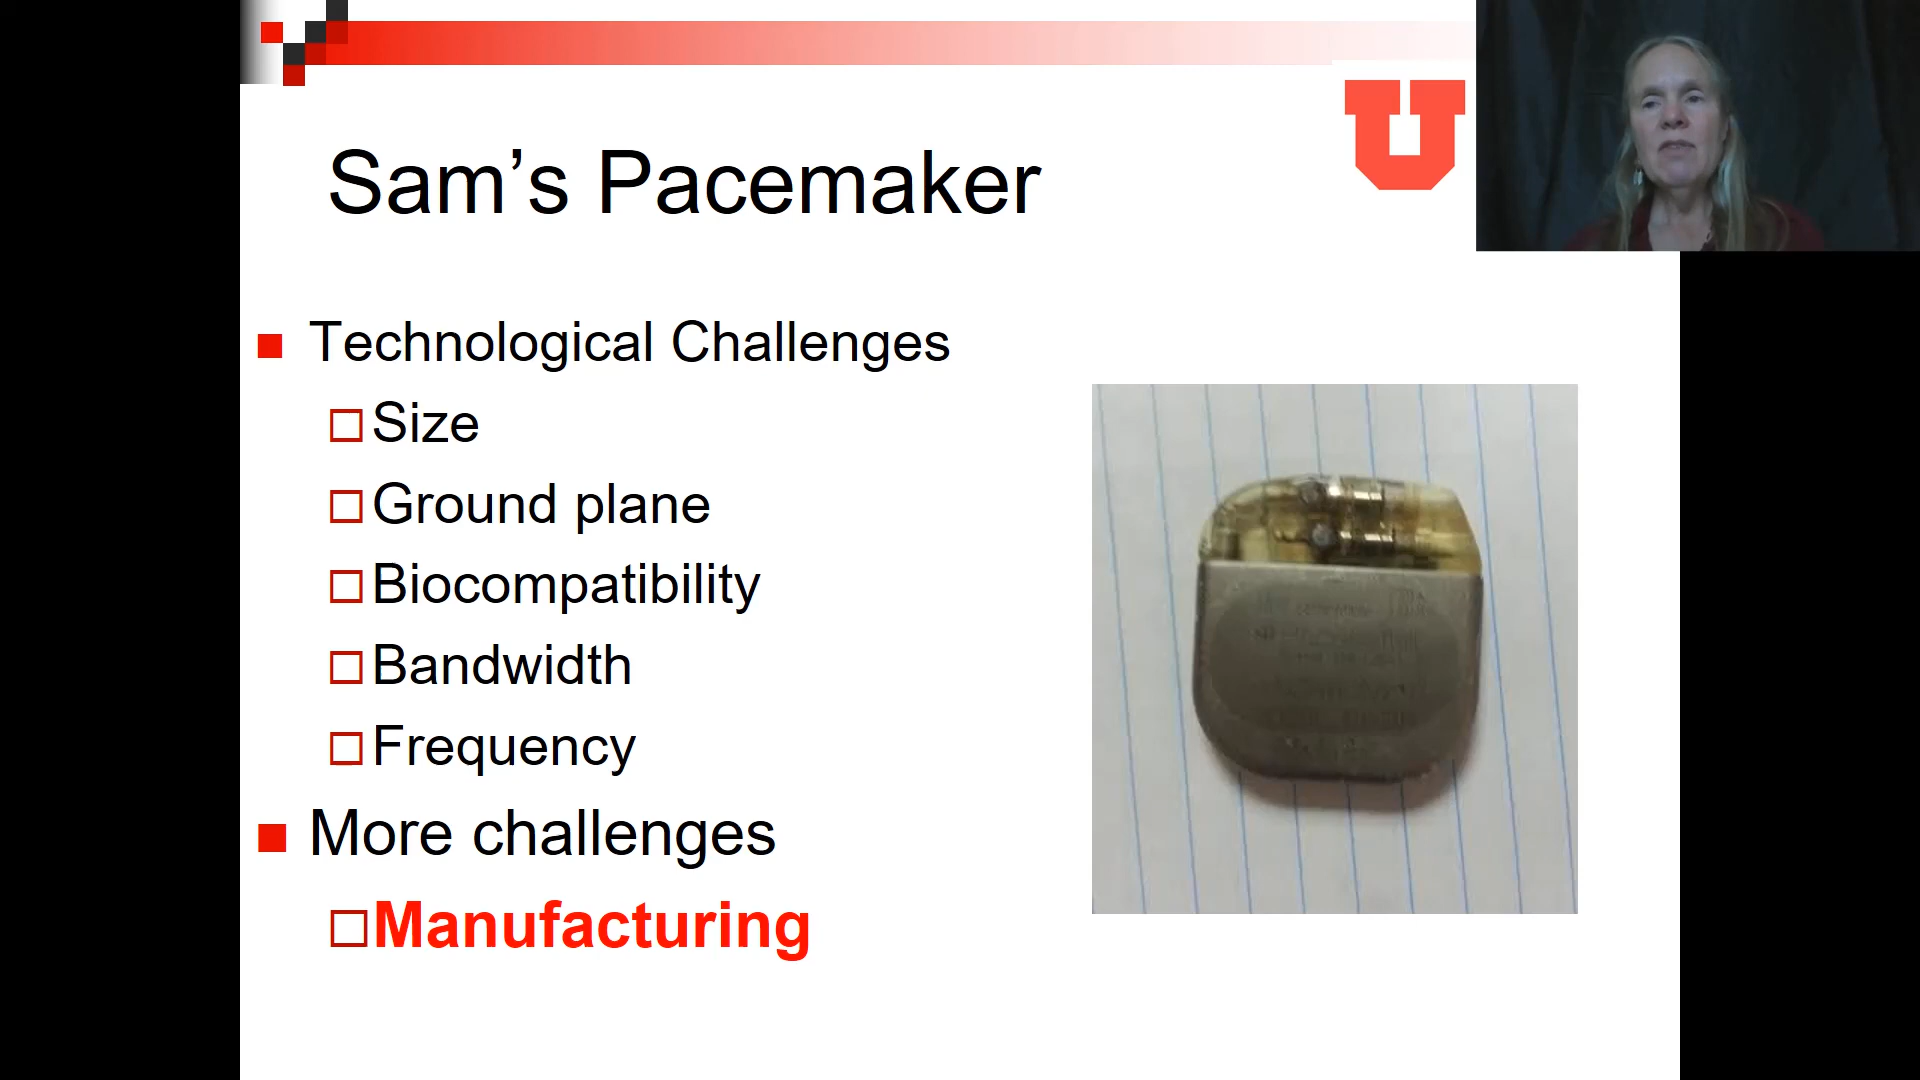 U
Sam’s Pacemaker
Technological Challenges
Size
Ground plane
Biocompatibility
Bandwidth
Frequency
More challenges
Manufacturing